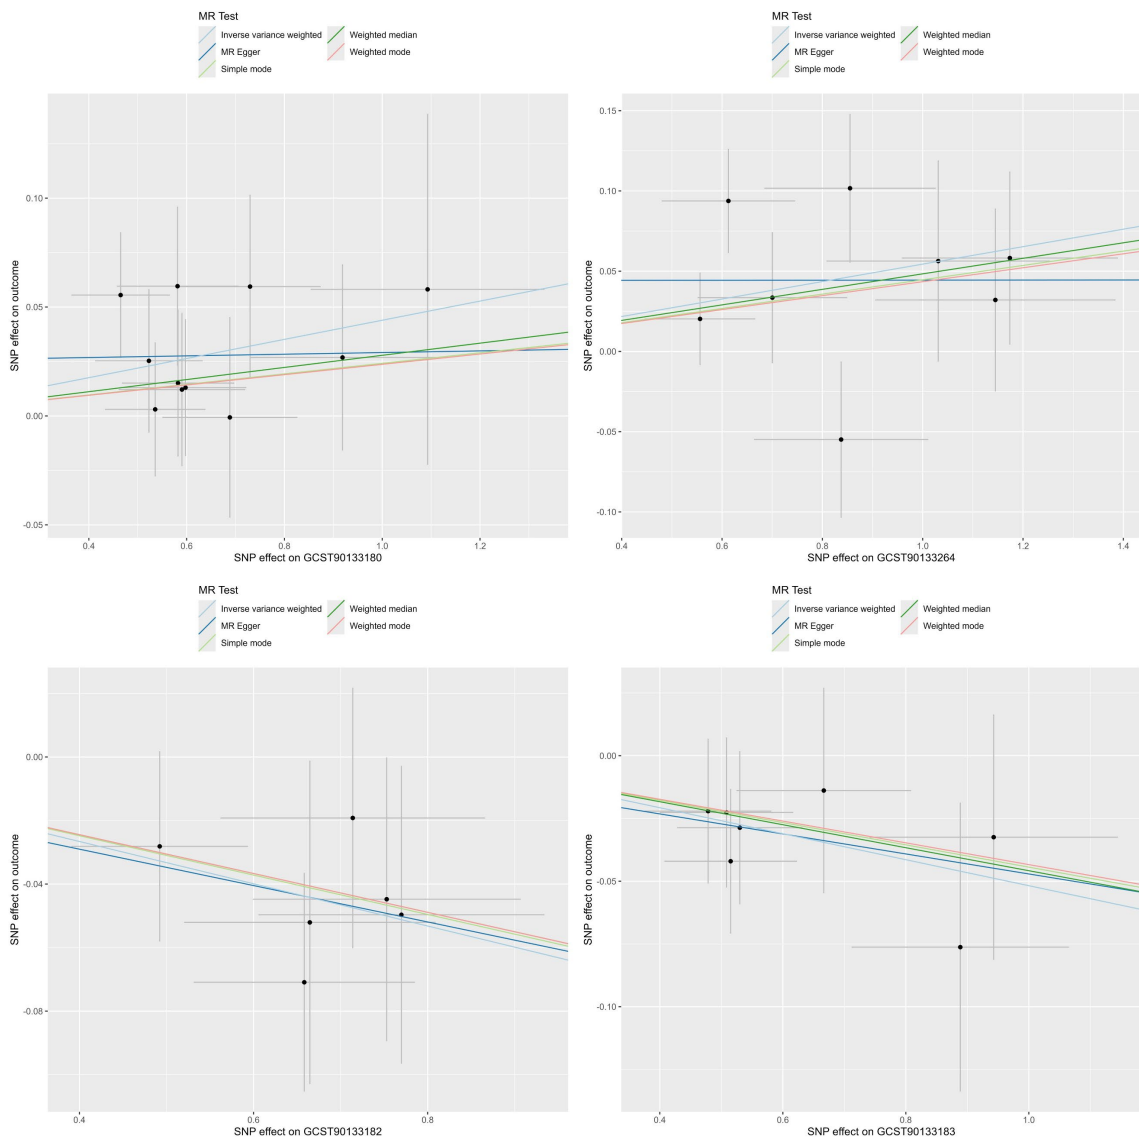 MR Test
Inverse variance weighted
Weighted median
MR Egger
Weighted mode
Simple mode
SNP effect on outcome
0.10
0.05
0.00
-0.05
0.4
0.6
0.8
1.0
1.2
SNP effect on GCST90133180
MR Test
Inverse variance weighted
Weighted median
MR Egger
Weighted mode
Simple mode
SNP effect on outcome
0.15
0.10
0.05
0.00
-0.05
-0.10
0.4
0.6
0.8
1.0
1.2
1.4
SNP effect on GCST90133264
MR Test
Inverse variance weighted
Weighted median
MR Egger
Weighted mode
Simple mode
SNP effect on outcome
0.00
-0.04
-0.08
0.4
0.6
0.8
SNP effect on GCST90133182
MR Test
Inverse variance weighted
Weighted median
MR Egger
Weighted mode
Simple mode
SNP effect on outcome
0.00
-0.05
-0.10
0.4
0.6
0.8
1.0
SNP effect on GCST90133183